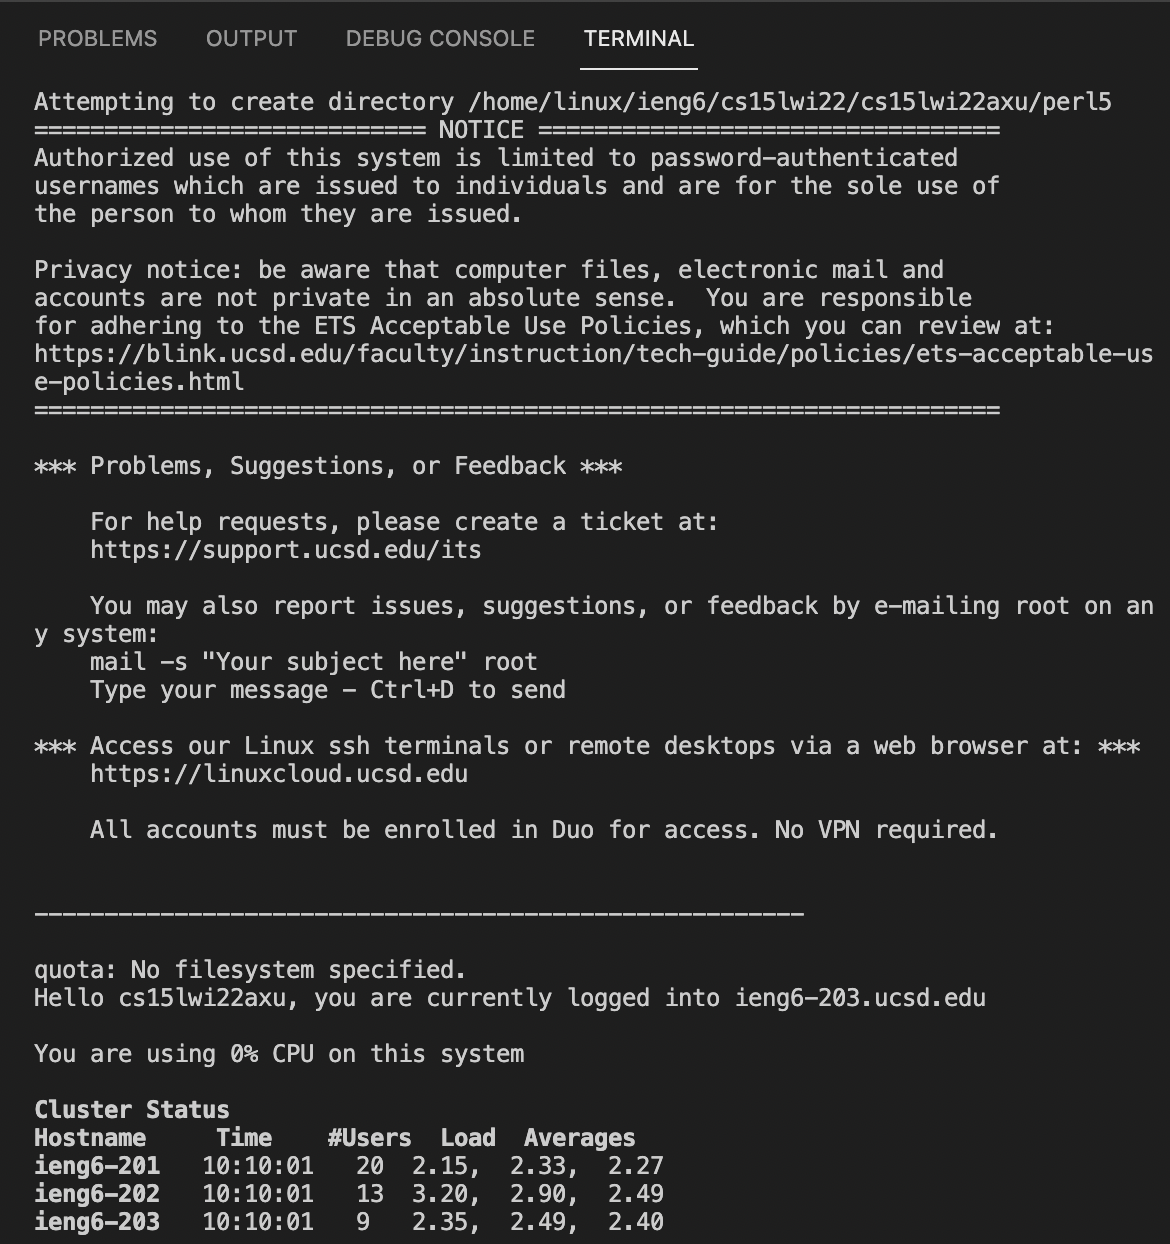 PROBLEMS OUTPUT DEBUG CONSOLE TERMINAL
Attempting to create directory /home/linux/ieng6/cs15lwi22/cs15lwi22axu/perl5
============================ NOTICE =================================
Authorized use of this system is limited to password-authenticated
usernames which are issued to individuals and are for the sole use of
the person to whom they are issued.
Privacy notice: be aware that computer files, electronic mail and
accounts are not private in an absolute sense.  You are responsible
for adhering to the ETS Acceptable Use Policies, which you can review at:
https://blink.ucsd.edu/faculty/instruction/tech-guide/policies/ets-acceptable-us
e-policies.html
=====================================================================
*** Problems, Suggestions, or Feedback ***
    For help requests, please create a ticket at:
    https://support.ucsd.edu/its
    You may also report issues, suggestions, or feedback by e-mailing root on an
y system:
    mail -s "Your subject here" root
    Type your message - Ctrl+D to send
*** Access our Linux ssh terminals or remote desktops via a web browser at: ***
    https://linuxcloud.ucsd.edu
    All accounts must be enrolled in Duo for access. No VPN required.
-------------------------------------------------------
quota: No filesystem specified.
Hello cs15lwi22axu, you are currently logged into ieng6-203.ucsd.edu
You are using 0% CPU on this system
Cluster Status
Hostname     Time    #Users  Load  Averages
ieng6-201   10:10:01   20  2.15,  2.33,  2.27
ieng6-202   10:10:01   13  3.20,  2.90,  2.49
ieng6-203   10:10:01   9   2.35,  2.49,  2.40